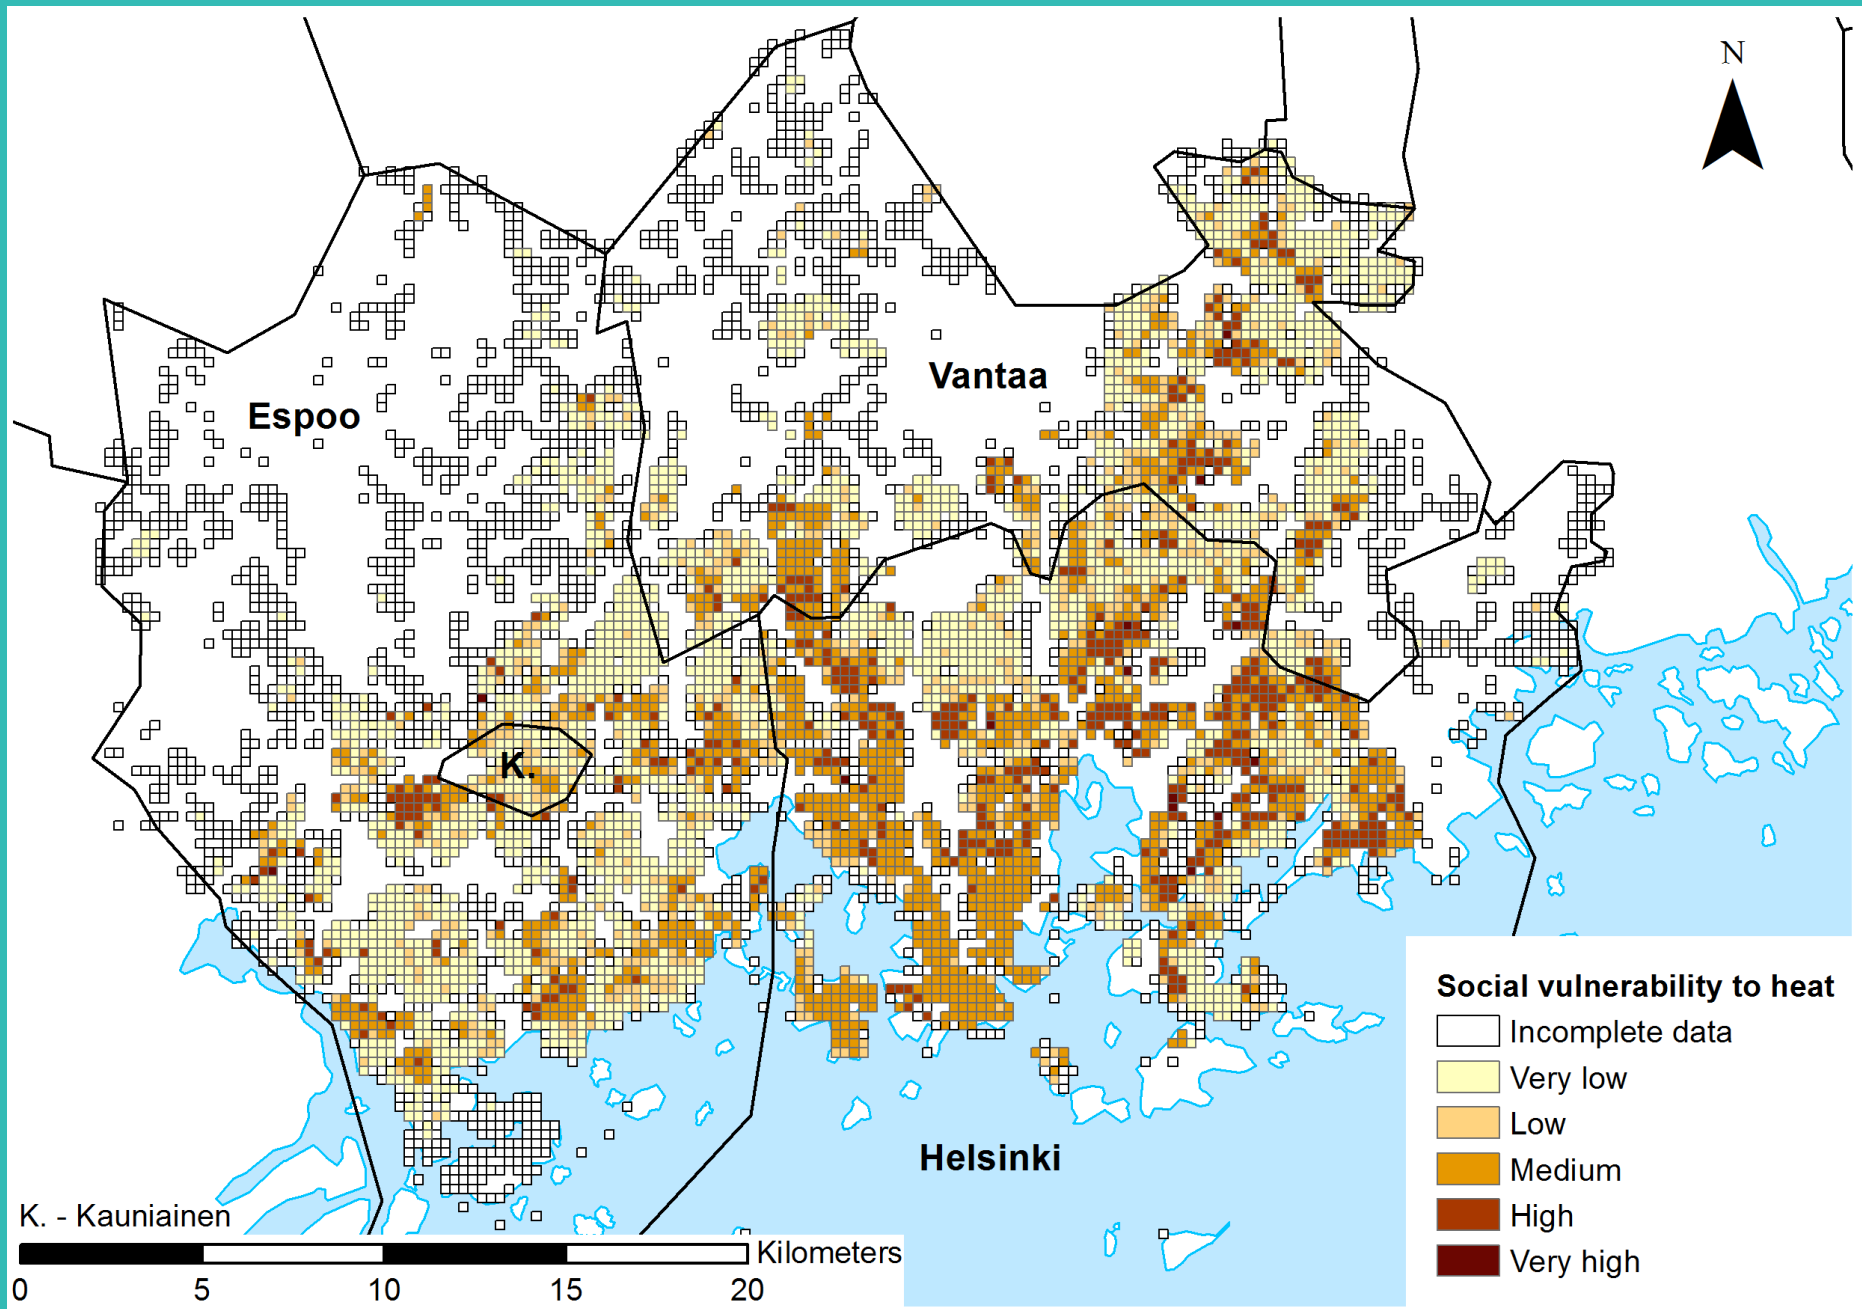 N
Vantaa
Espoo
K.
Helsinki
Social vulnerability to heat
Incomplete data
Very low
Low
Medium
High
Very high
K. - Kauniainen
Kilometers
0 5 10 15 20